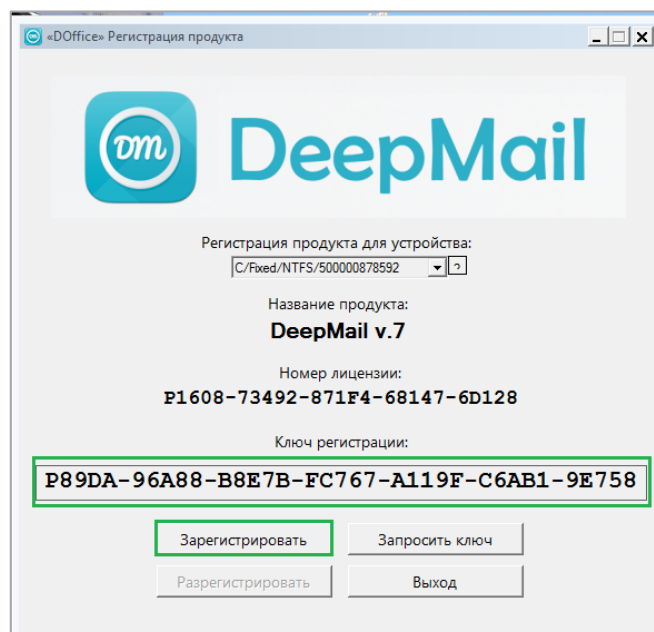 «DOffice» Регистрация продукта
DM
DeepMail
Регистрация продукта для устройства:
C/Fixed/NTFS/500000878592
?
Название продукта:
DeepMail v.7
Номер лицензии:
P1608-73492-871F4-68147-6D128
Ключ регистрации:
P89DA-96A88-B8E7B-FC767-A119F-C6AB1-9E758
Зарегистрировать Запросить ключ
Разрегистрировать Выход